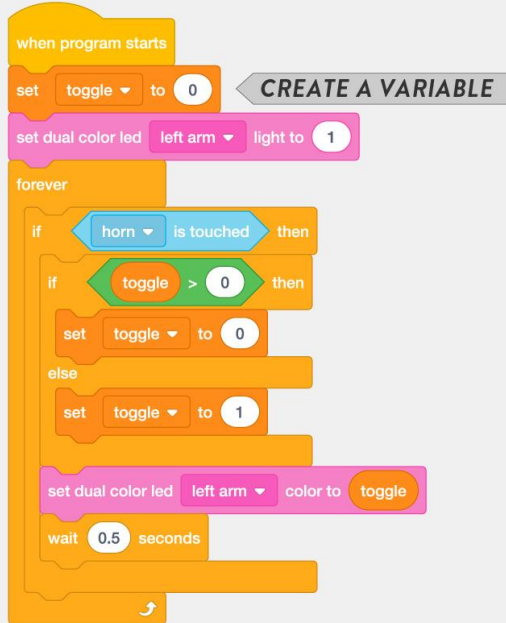 when program starts
set toggle to 0 CREATE A VARIABLE
set dual color led left arm light to 1
forever
if horn is touched then
if toggle > 0 then
set toggle to 0
else
set toggle to 1
set dual color led left arm color to toggle
wait 0.5 seconds